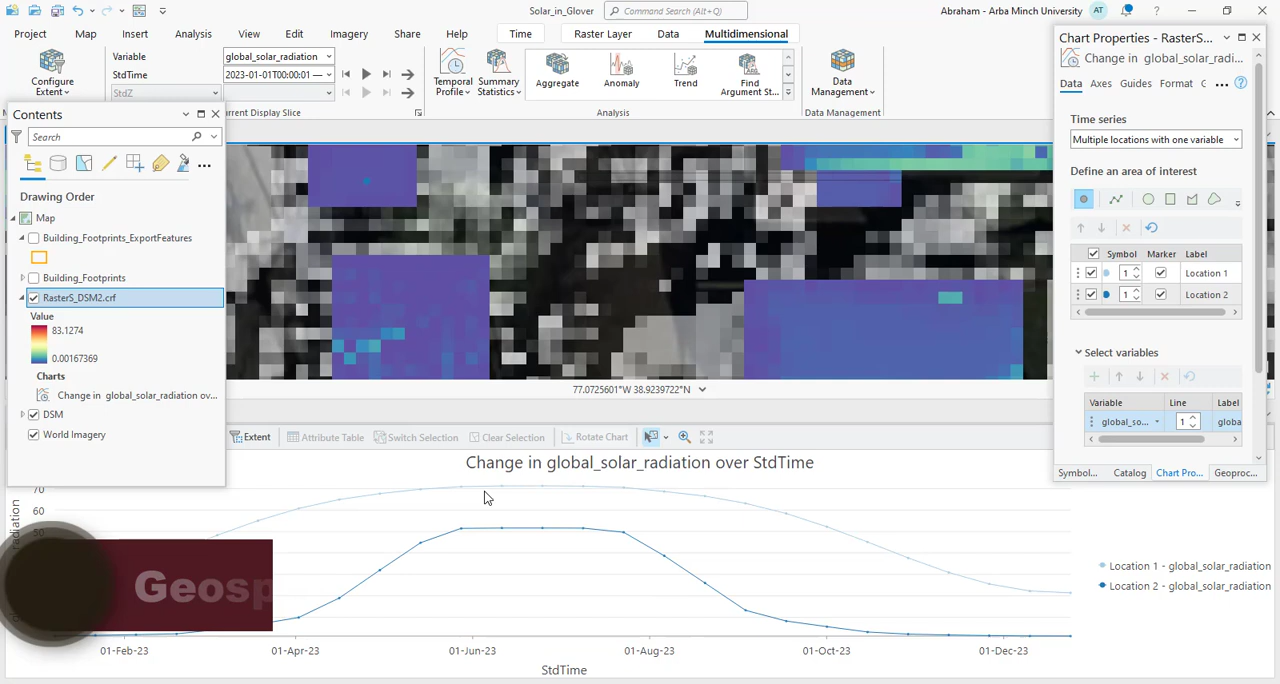 Solar_in_Glover
Command Search (Alt+Q)
Abraham - Arba Minch University
AT
?
Project
Map
Insert
Analysis
View
Edit
Imagery
Share
Help
Time
Raster Layer
Data
Multidimensional
Configure
Extent
Variable
StdTime
StdZ
global_solar_radiation
2023-01-01T00:00:01 —
rrent Display Slice
Temporal
Profile
Summary
Statistics
Aggregate
Anomaly
Trend
Find
Argument St...
Analysis
Data
Management
Data Management
Contents
Search
Drawing Order
Map
Building_Footprints_ExportFeatures
Building_Footprints
RasterS_DSM2.crf
Value
83.1274
0.00167369
Charts
Change in global_solar_radiation ov...
DSM
World Imagery
77.0725601°W 38.9239722°N
Extent
Attribute Table
Switch Selection
Clear Selection
Rotate Chart
Change in global_solar_radiation over StdTime
70
60
50
radiation
Geosp
01-Feb-23
01-Apr-23
01-Jun-23
01-Aug-23
01-Oct-23
01-Dec-23
StdTime
Location 1 - global_solar_radiation
Location 2 - global_solar_radiation
Chart Properties - RasterS...
Change in global_solar_radi...
Data
Axes
Guides
Format
Time series
Multiple locations with one variable
Define an area of interest
Symbol
Marker
Label
1
Location 1
1
Location 2
Select variables
Variable
Line
Label
global_so...
1
globa
Symbol...
Catalog
Chart Pro...
Geoproc...